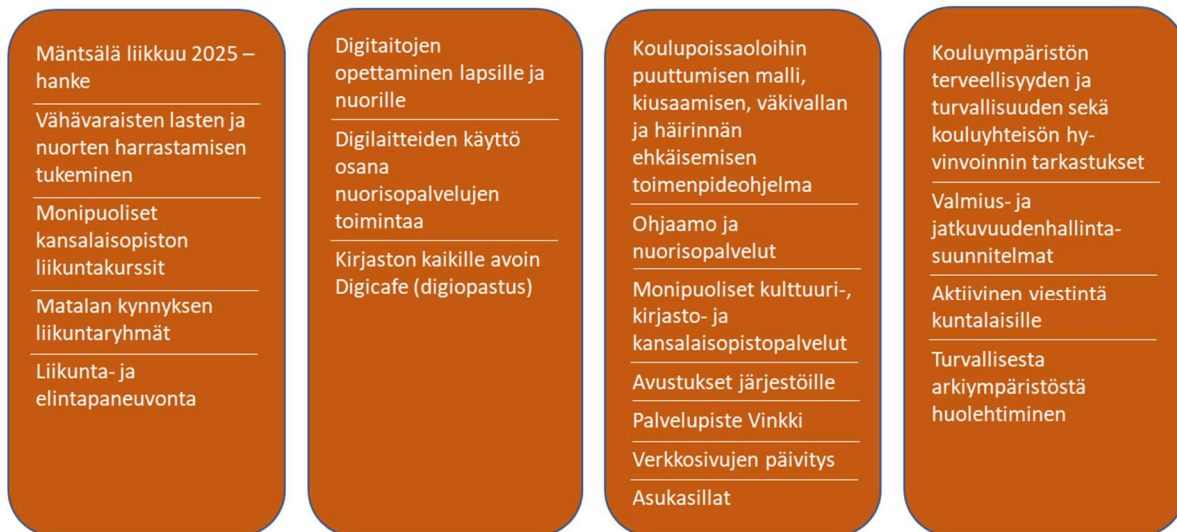 Mäntsälä liikkuu 2025 –
hanke
Vähävaraisten lasten ja
nuorten harrastamisen
tukeminen
Monipuoliset
kansalaisopiston
liikuntakurssit
Matalan kynnyksen
liikuntaryhmät
Liikunta- ja
elintapaneuvonta
Digitaitojen
opettaminen lapsille ja
nuorille
Digilaitteiden käyttö
osana
nuorisopalvelujen
toimintaa
Kirjaston kaikille avoin
Digicafe (digiopastus)
Koulupoissaoloihin
puuttumisen malli,
kiusaamisen, väkivallan
ja häirinnän
ehkäisemisen
toimenpideohjelma
Ohjaamo ja
nuorisopalvelut
Monipuoliset kulttuuri-,
kirjasto- ja
kansalaisopistopalvelut
Avustukset järjestöille
Palvelupiste Vinkki
Verkkosivujen päivitys
Asukasillat
Kouluympäristön
terveellisyyden ja
turvallisuuden sekä
kouluyhteisön hy-
vinvoinnin tarkastukset
Valmius- ja
jatkuvuudenhallinta-
suunnitelmat
Aktiivinen viestintä
kuntalaisille
Turvallisesta
arkiympäristöstä
huolehtiminen